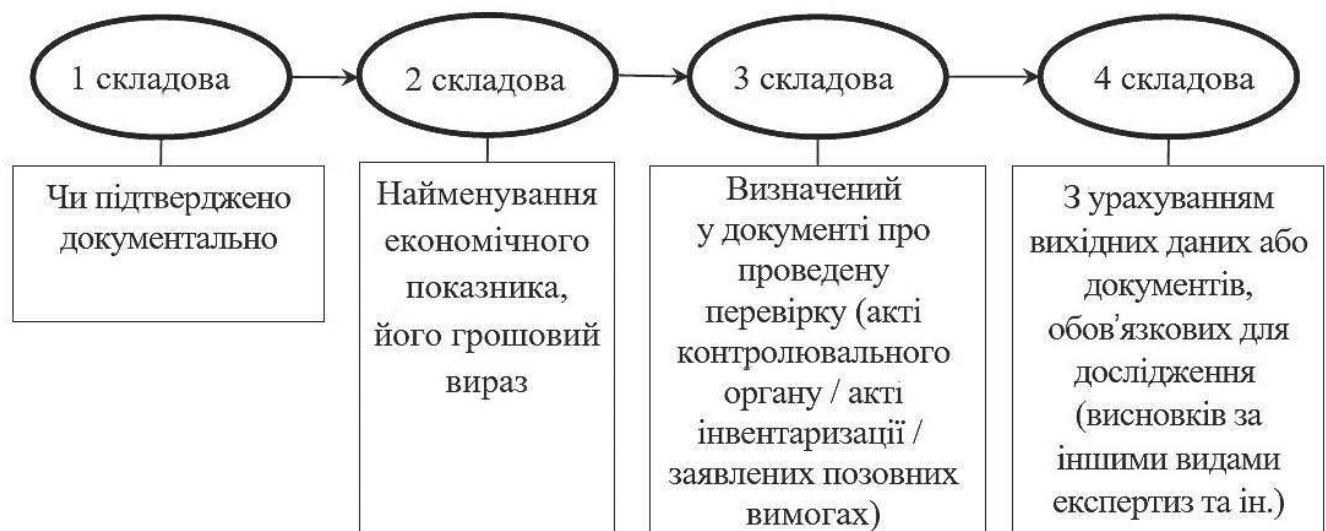 1 складова
2 складова
3 складова
4 складова
Чи підтверджено
документально
Найменування
економічного
показника,
його грошовий
вираз
Визначений
у документі про
проведену
перевірку (акті
контролювального
органу / акті
інвентаризації /
заявлених позовних
вимогах)
З урахуванням
вихідних даних або
документів,
обов’язкових для
дослідження
(висновків за
іншими видами
експертиз та ін.)